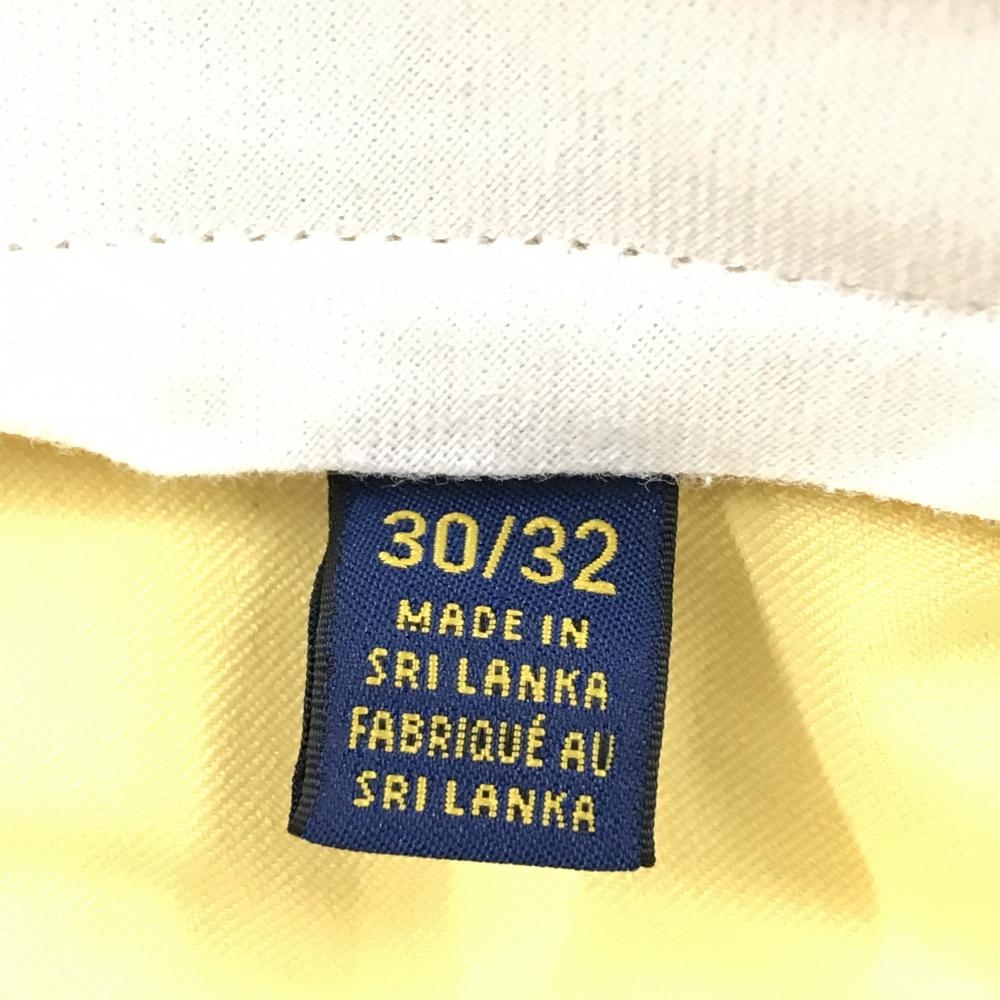 30/32
MADE IN
SRI LANKA
FABRIQUÉ AU
SRI LANKA